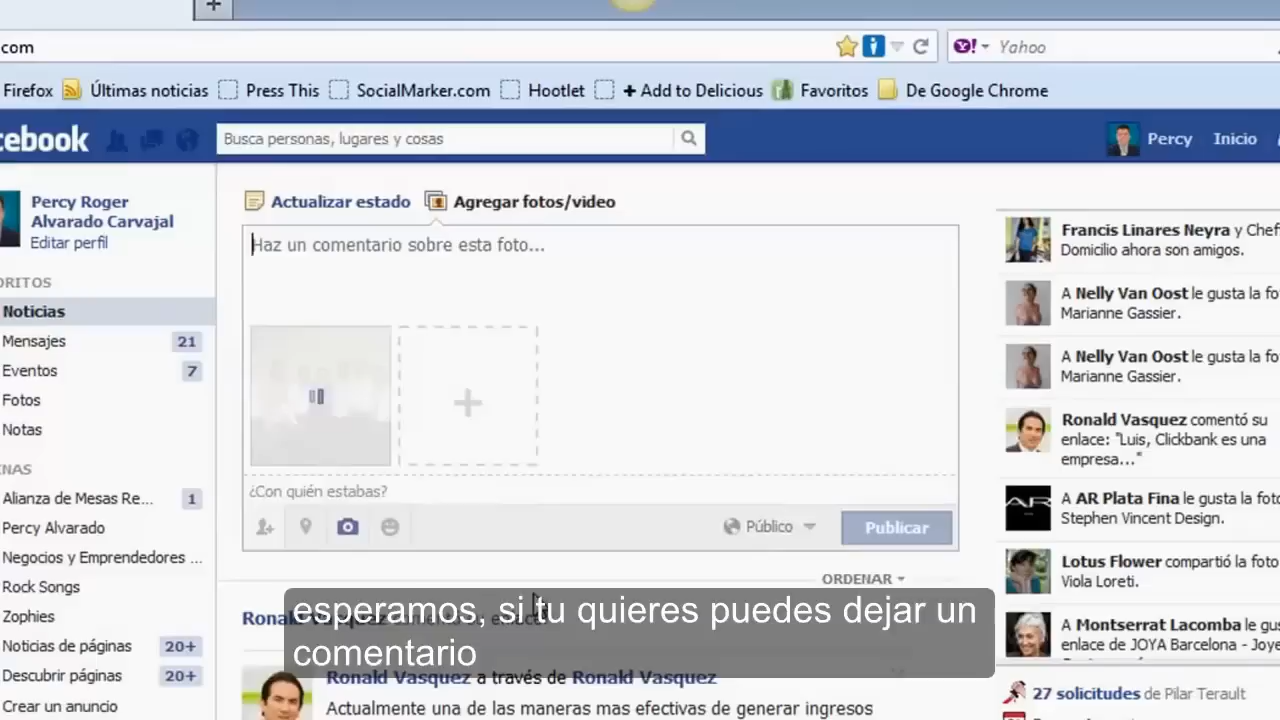 com
Yahoo
Firefox
Últimas noticias
Press This
SocialMarker.com
Hootlet
+ Add to Delicious
Favoritos
De Google Chrome
cebook
Busca personas, lugares y cosas
Percy
Inicio
Percy Roger
Alvarado Carvajal
Editar perfil
ORITOS
Noticias
Mensajes 21
Eventos 7
Fotos
Notas
NAS
Alianza de Mesas Re... 1
Percy Alvarado
Negocios y Emprendedores ...
Rock Songs
Zophies
Noticias de páginas 20+
Descubrir páginas 20+
Crear un anuncio
Actualizar estado
Agregar fotos/video
Haz un comentario sobre esta foto...
¿Con quién estabas?
Público
Publicar
ORDENAR
esperamos, si tu quieres puedes dejar un
comentario
Ronald Vasquez a través de Ronald Vasquez
Actualmente una de las maneras mas efectivas de generar ingresos
Francis Linares Neyra y Chef
Domicilio ahora son amigos.
A Nelly Van Oost le gusta la fo
Marianne Gassier.
A Nelly Van Oost le gusta la fo
Marianne Gassier.
Ronald Vasquez comentó su
enlace: "Luis, Clickbank es una
empresa..."
A AR Plata Fina le gusta la foto
Stephen Vincent Design.
Lotus Flower compartió la foto
Viola Loreti.
A Montserrat Lacomba le gus
enlace de JOYA Barcelona - Joye
27 solicitudes de Pilar Terault